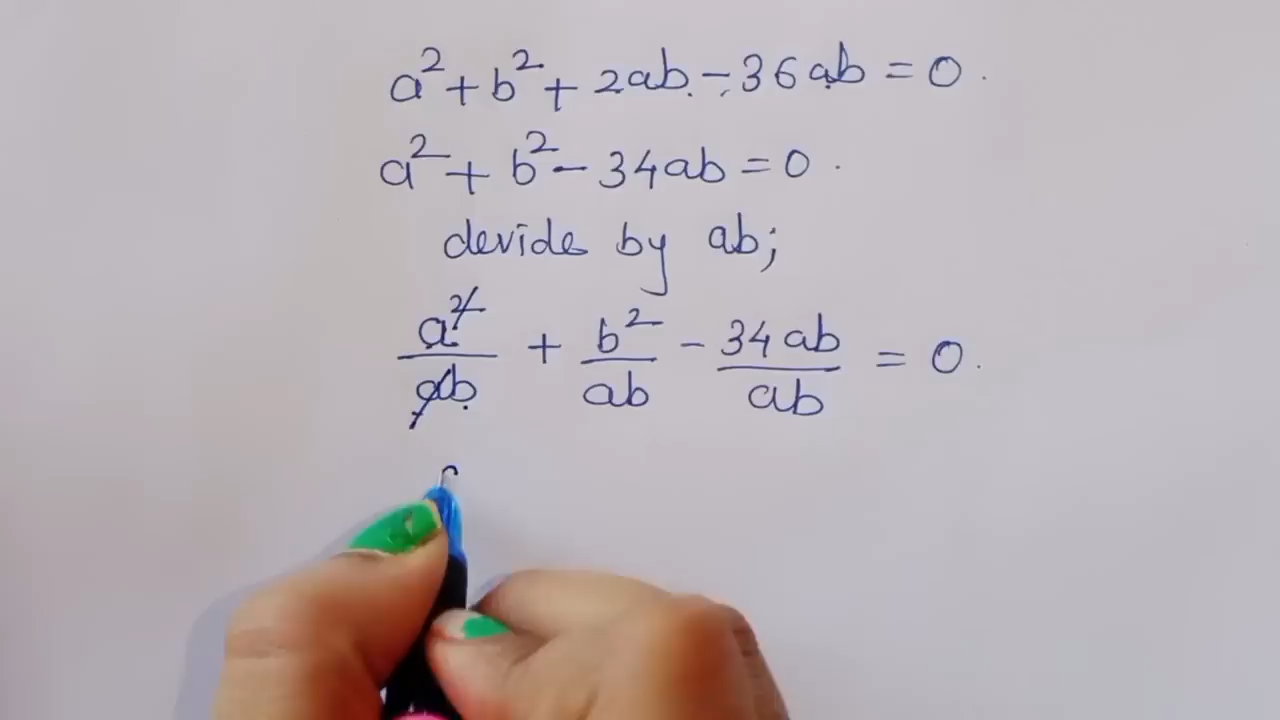 a² + b² + 2ab - 36ab = 0.
a² + b² - 34ab = 0.
devide by ab;
a²/ab + b²/ab - 34ab/ab = 0.